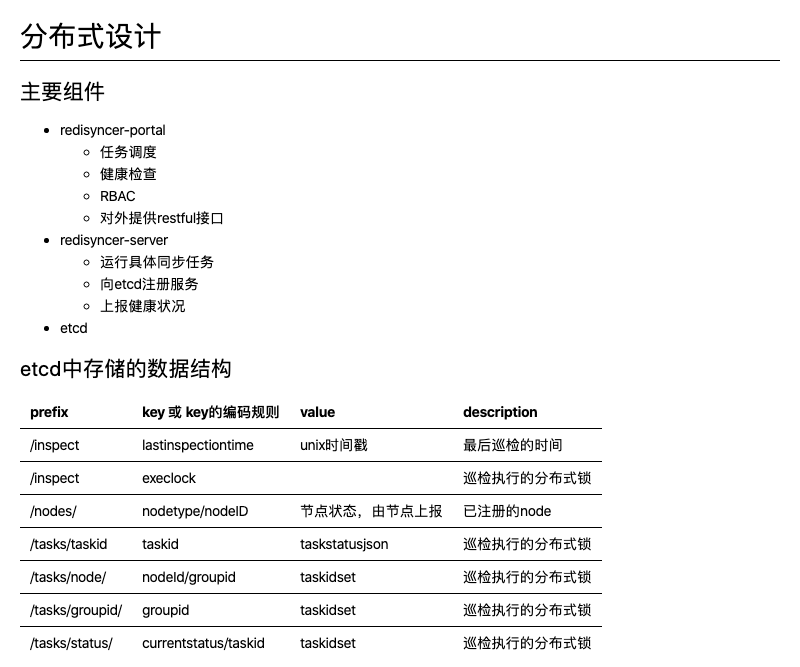 分布式设计
主要组件
redisyncer-portal
任务调度
健康检查
RBAC
对外提供restful接口
redisyncer-server
运行具体同步任务
向etcd注册服务
上报健康状况
etcd
etcd中存储的数据结构
prefix key 或 key的编码规则 value description
/inspect lastinspectiontime unix时间戳 最后巡检的时间
/inspect execlock 巡检执行的分布式锁
/nodes/ nodetype/nodeID 节点状态，由节点上报 已注册的node
/tasks/taskid taskid taskstatusjson 巡检执行的分布式锁
/tasks/node/ nodeId/groupid taskidset 巡检执行的分布式锁
/tasks/groupid/ groupid taskidset 巡检执行的分布式锁
/tasks/status/ currentstatus/taskid taskidset 巡检执行的分布式锁